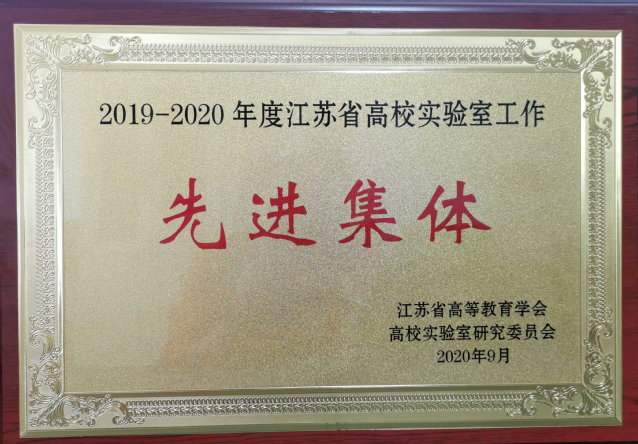 2019-2020 年度江苏省高校实验室工作
先进集体
江苏省高等教育学会
高校实验室研究委员会
2020年9月